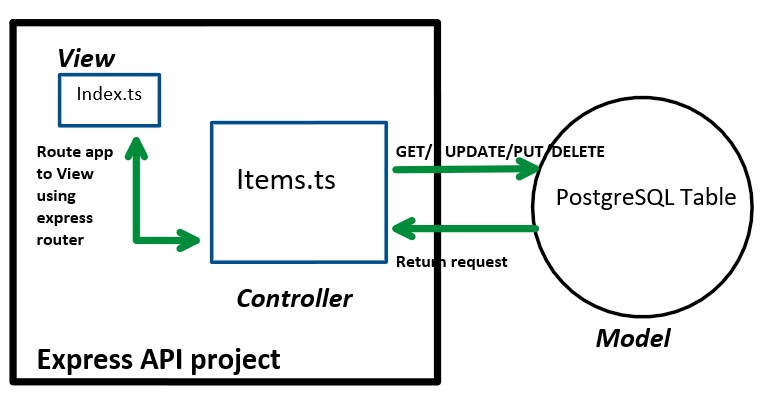 View
Index.ts
Route app
to View
using
express
router
Items.ts
Controller
GET/ UPDATE/PUT/DELETE
Return request
PostgreSQL Table
Model
Express API project